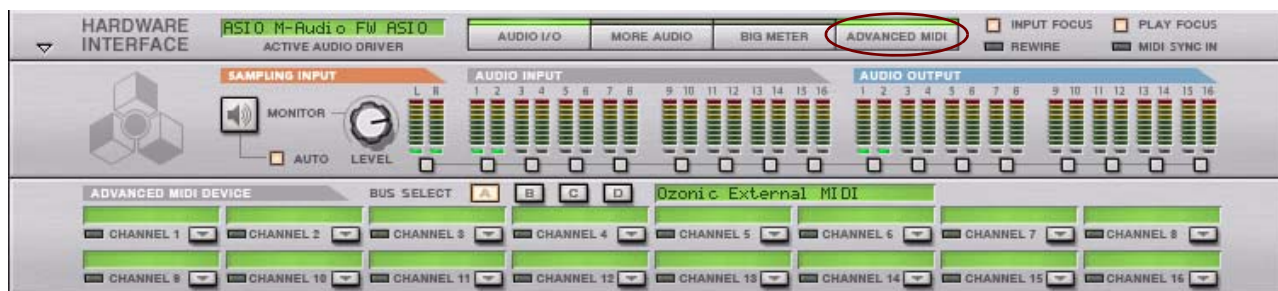 HARDWARE INTERFACE
ASIO M-Audio FW ASIO
ACTIVE AUDIO DRIVER
AUDIO I/O
MORE AUDIO
BIG METER
ADVANCED MIDI
INPUT FOCUS
PLAY FOCUS
REWIRE
MIDI SYNC IN
SAMPLING INPUT
AUDIO INPUT
AUDIO OUTPUT
L R
1 2 3 4 5 6 7 8 9 10 11 12 13 14 15 16
1 2 3 4 5 6 7 8 9 10 11 12 13 14 15 16
MONITOR
AUTO
LEVEL
ADVANCED MIDI DEVICE
BUS SELECT
A B C D
Ozonic External MIDI
CHANNEL 1 CHANNEL 2 CHANNEL 3 CHANNEL 4 CHANNEL 5 CHANNEL 6 CHANNEL 7 CHANNEL 8
CHANNEL 9 CHANNEL 10 CHANNEL 11 CHANNEL 12 CHANNEL 13 CHANNEL 14 CHANNEL 15 CHANNEL 16